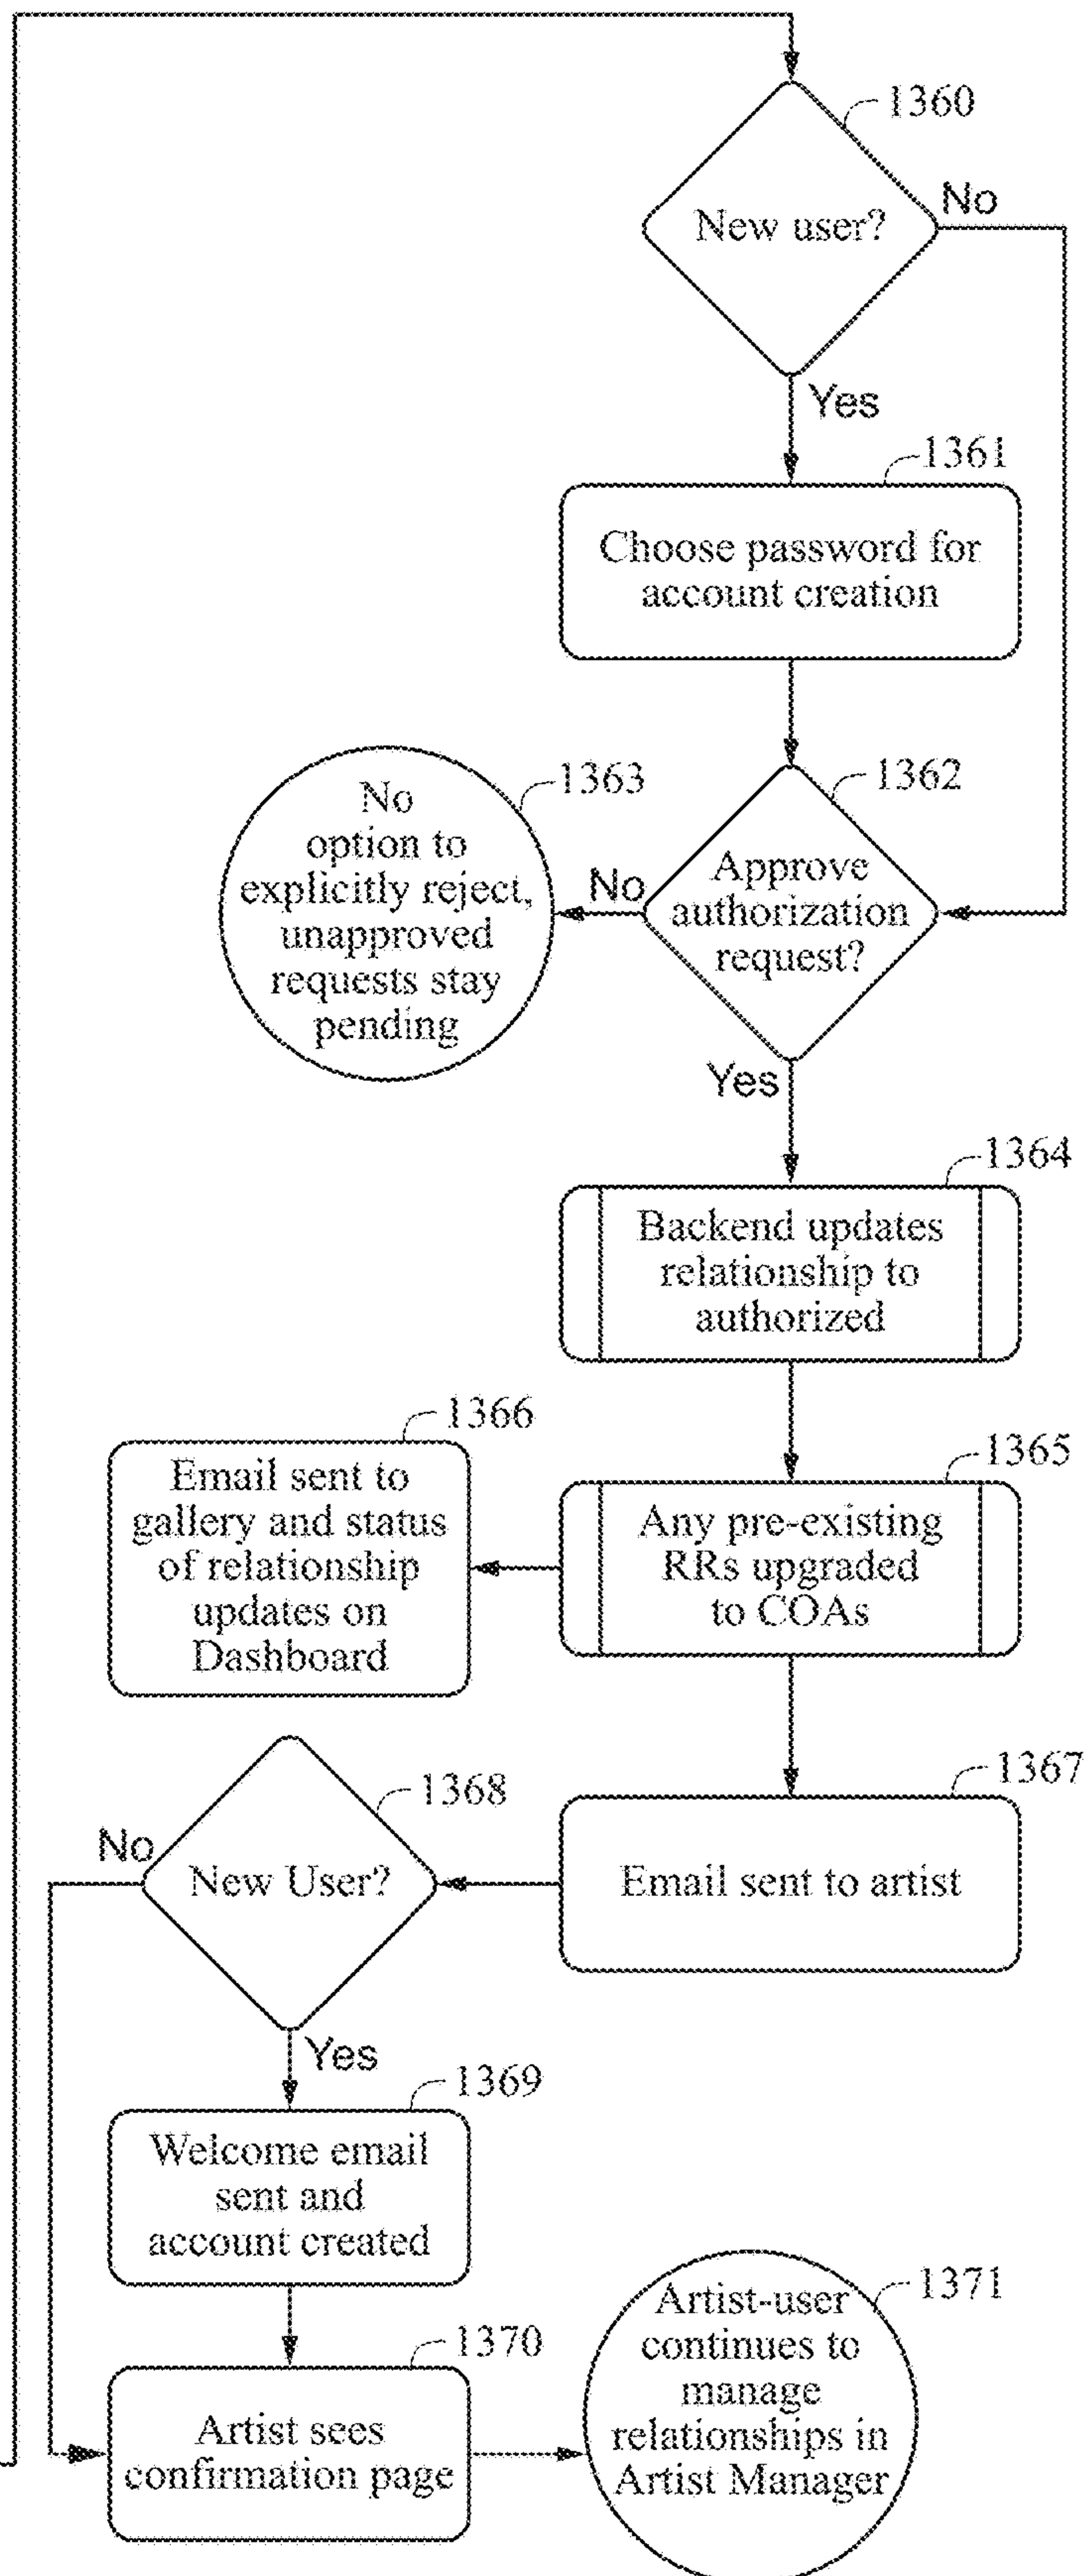 1360
New user?
No
Yes
1361
Choose password for
account creation
1362
Approve
authorization
request?
No
1363
No
option to
explicitly reject,
unapproved
requests stay
pending
Yes
1364
Backend updates
relationship to
authorized
1365
Any pre-existing
RRs upgraded
to COAs
1366
Email sent to
gallery and status
of relationship
updates on
Dashboard
1367
Email sent to artist
1368
New User?
No
Yes
1369
Welcome email
sent and
account created
1370
Artist sees
confirmation page
1371
Artist-user
continues to
manage
relationships in
Artist Manager